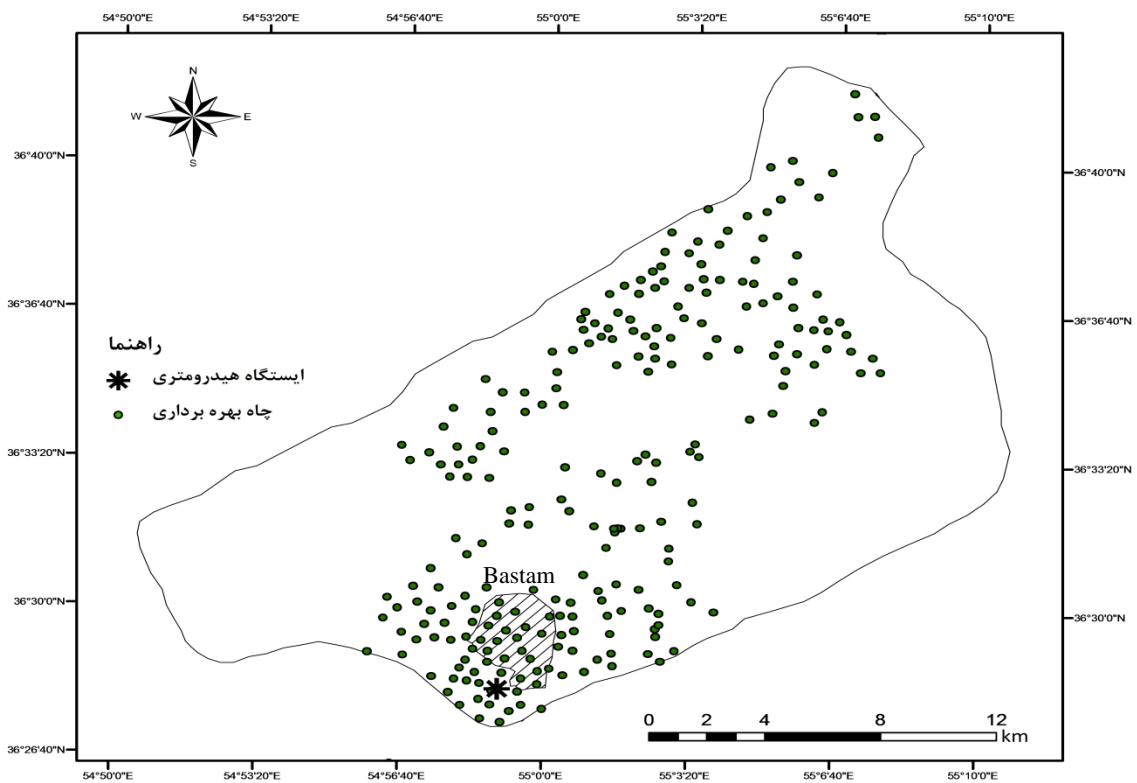 54°50'0"E 54°53'20"E 54°56'40"E 55°0'0"E 55°3'20"E 55°6'40"E 55°10'0"E
N
W E
S
36°40'0"N 36°40'0"N
36°36'40"N 36°36'40"N
راهنما
ایستگاه هیدرومتری
چاه بهره برداری
36°33'20"N 36°33'20"N
Bastam
36°30'0"N 36°30'0"N
0 2 4 8 12
km
36°26'40"N
54°50'0"E 54°53'20"E 54°56'40"E 55°0'0"E 55°3'20"E 55°6'40"E 55°10'0"E